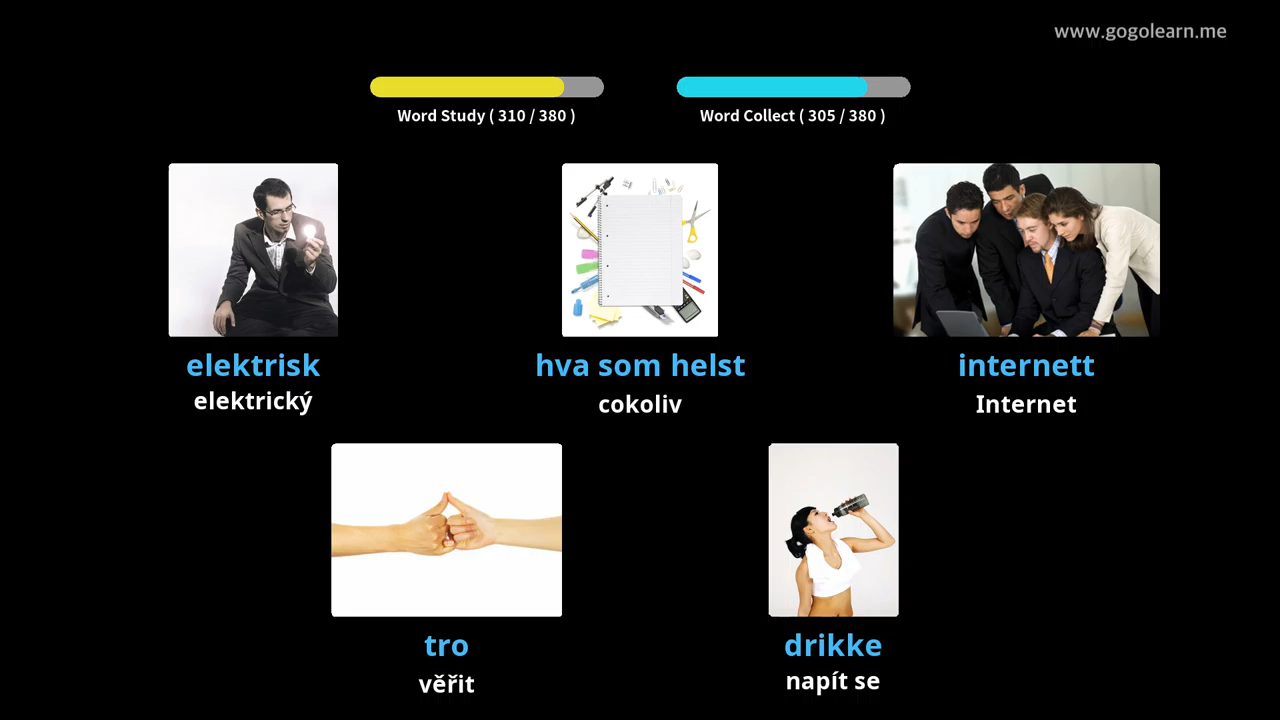 www.gogolearn.me
Word Study ( 310 / 380 )
Word Collect ( 305 / 380 )
elektrisk
elektrický
hva som helst
cokoliv
internett
Internet
tro
věřit
drikke
napít se